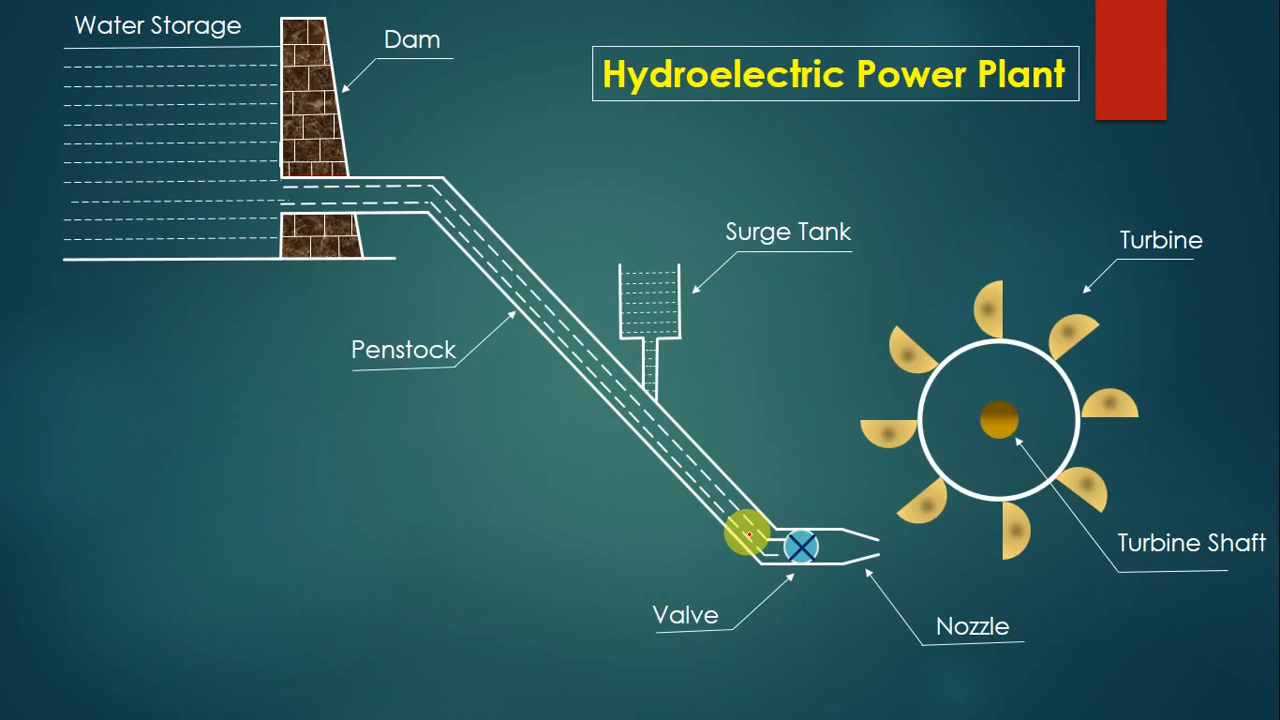 Water Storage
Dam
Hydroelectric Power Plant
Surge Tank
Turbine
Penstock
Turbine Shaft
Valve
Nozzle